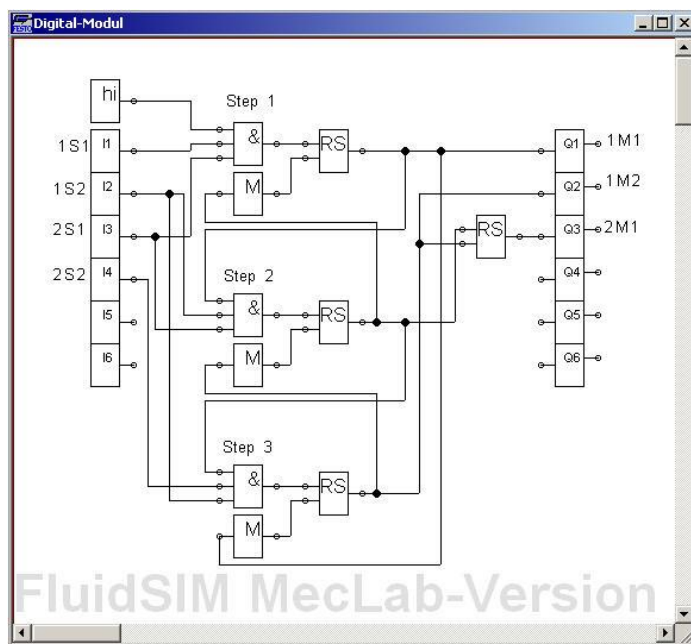 Digital-Modul
hi
Step 1
1S1 I1 & RS Q1 1M1
1S2 I2 M Q2 1M2
2S1 I3 RS Q3 2M1
2S2 I4 Step 2 Q4
I5 & RS Q5
I6 M Q6
Step 3
& RS
M
FluidSIM MecLab-Version